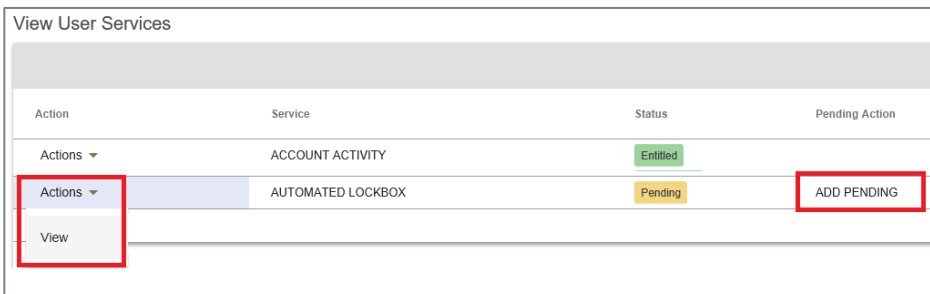 View User Services
Action Service Status Pending Action
Actions ACCOUNT ACTIVITY Entitled
Actions AUTOMATED LOCKBOX Pending ADD PENDING
View